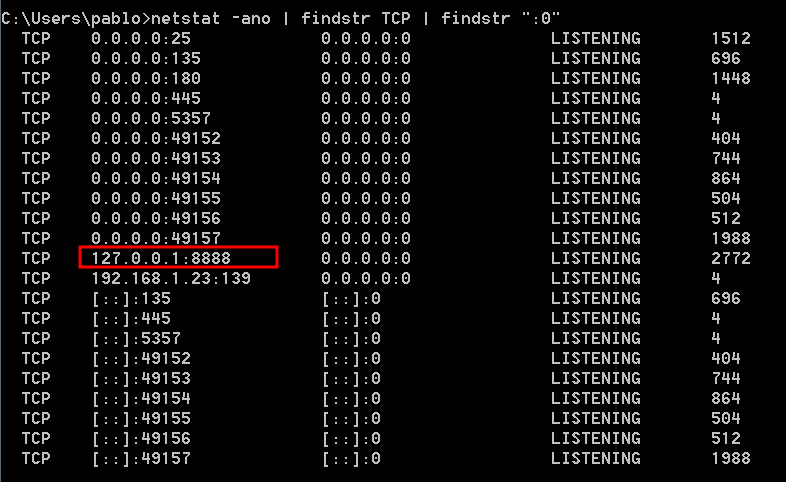 C:\Users\pablo>netstat -ano | findstr TCP | findstr ":0"
TCP 0.0.0.0:25 0.0.0.0:0 LISTENING 1512
TCP 0.0.0.0:135 0.0.0.0:0 LISTENING 696
TCP 0.0.0.0:180 0.0.0.0:0 LISTENING 1448
TCP 0.0.0.0:445 0.0.0.0:0 LISTENING 4
TCP 0.0.0.0:5357 0.0.0.0:0 LISTENING 4
TCP 0.0.0.0:49152 0.0.0.0:0 LISTENING 404
TCP 0.0.0.0:49153 0.0.0.0:0 LISTENING 744
TCP 0.0.0.0:49154 0.0.0.0:0 LISTENING 864
TCP 0.0.0.0:49155 0.0.0.0:0 LISTENING 504
TCP 0.0.0.0:49156 0.0.0.0:0 LISTENING 512
TCP 0.0.0.0:49157 0.0.0.0:0 LISTENING 1988
TCP 127.0.0.1:8888 0.0.0.0:0 LISTENING 2772
TCP 192.168.1.23:139 0.0.0.0:0 LISTENING 4
TCP [::]:135 [::]:0 LISTENING 696
TCP [::]:445 [::]:0 LISTENING 4
TCP [::]:5357 [::]:0 LISTENING 4
TCP [::]:49152 [::]:0 LISTENING 404
TCP [::]:49153 [::]:0 LISTENING 744
TCP [::]:49154 [::]:0 LISTENING 864
TCP [::]:49155 [::]:0 LISTENING 504
TCP [::]:49156 [::]:0 LISTENING 512
TCP [::]:49157 [::]:0 LISTENING 1988